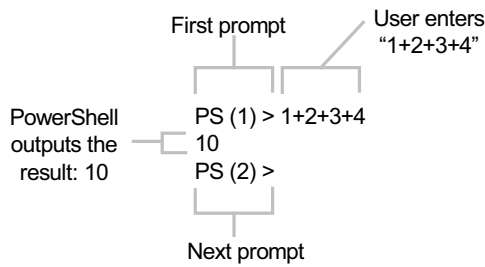 First prompt
User enters
“1+2+3+4”
PS (1) > 1+2+3+4
PowerShell
outputs the
result: 10
10
PS (2) >
Next prompt